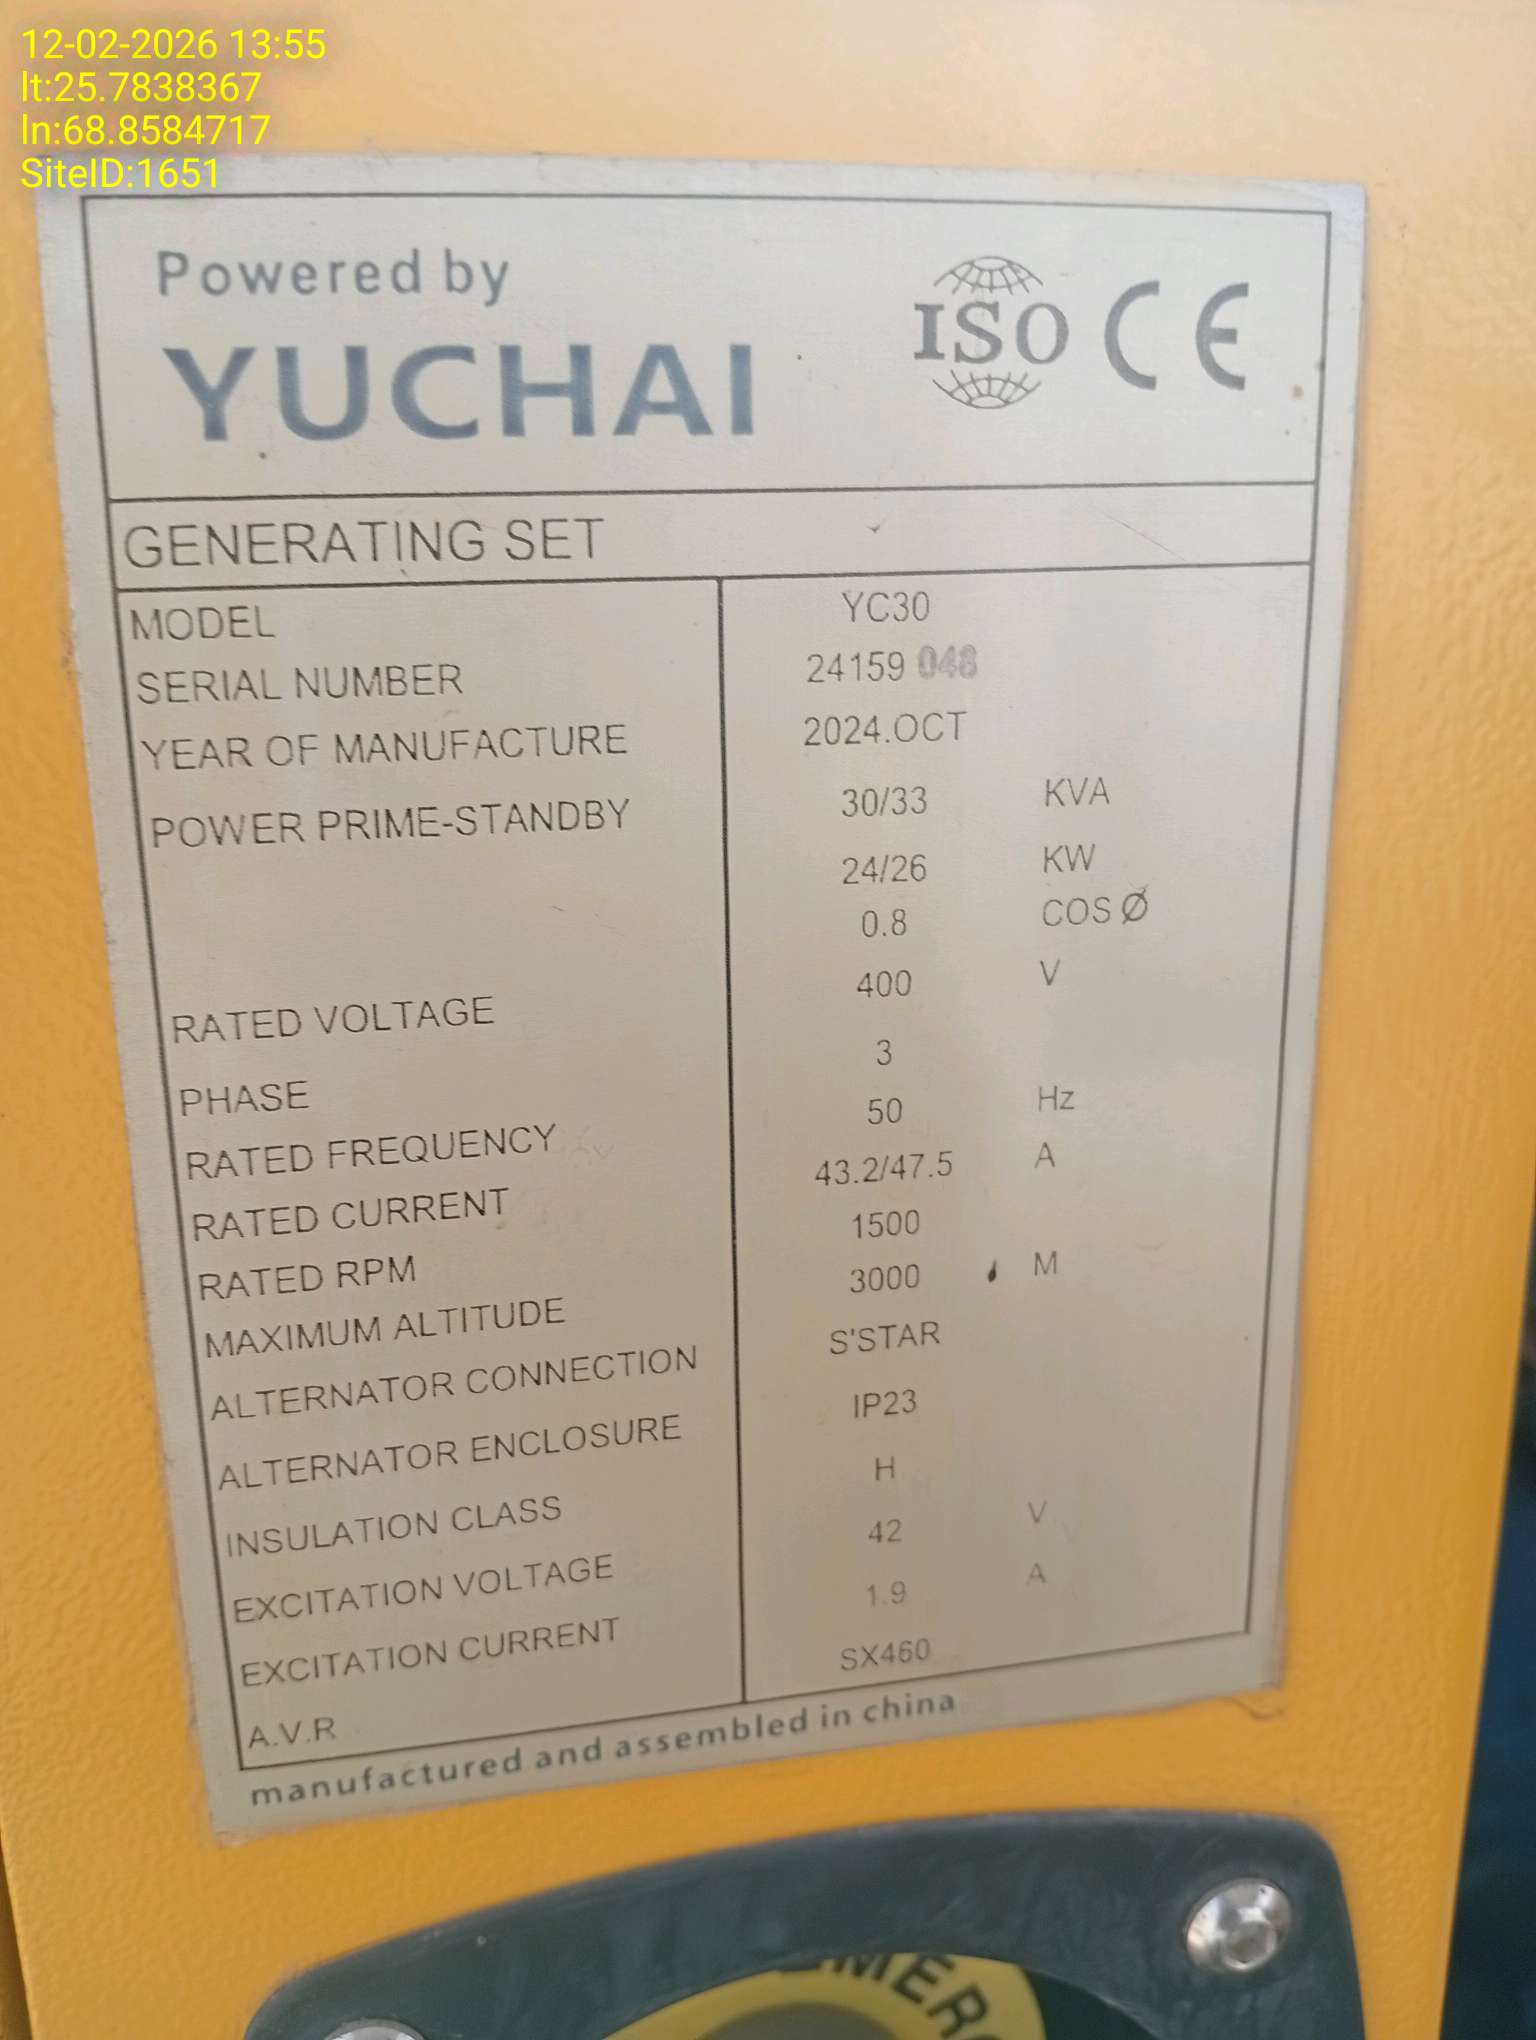 12-02-2026 13:55
lt:25.7838367
ln:68.8584717
SiteID:1651
Powered by
YUCHAI
ISO CE
GENERATING SET
MODEL YC30
SERIAL NUMBER 24159 048
YEAR OF MANUFACTURE 2024.OCT
POWER PRIME-STANDBY 30/33 KVA
24/26 KW
0.8 COS Ø
RATED VOLTAGE 400 V
PHASE 3
RATED FREQUENCY 50 Hz
RATED CURRENT 43.2/47.5 A
RATED RPM 1500
MAXIMUM ALTITUDE 3000 M
ALTERNATOR CONNECTION S'STAR
ALTERNATOR ENCLOSURE IP23
INSULATION CLASS H
EXCITATION VOLTAGE 42 V
EXCITATION CURRENT 1.9 A
A.V.R SX460
manufactured and assembled in china